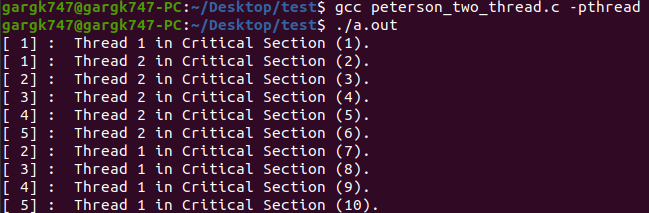 gargk747@gargk747-PC:~/Desktop/test$ gcc peterson_two_thread.c -pthread
gargk747@gargk747-PC:~/Desktop/test$ ./a.out
[ 1] :  Thread 1 in Critical Section (1).
[ 1] :  Thread 2 in Critical Section (2).
[ 2] :  Thread 2 in Critical Section (3).
[ 3] :  Thread 2 in Critical Section (4).
[ 4] :  Thread 2 in Critical Section (5).
[ 5] :  Thread 2 in Critical Section (6).
[ 2] :  Thread 1 in Critical Section (7).
[ 3] :  Thread 1 in Critical Section (8).
[ 4] :  Thread 1 in Critical Section (9).
[ 5] :  Thread 1 in Critical Section (10).